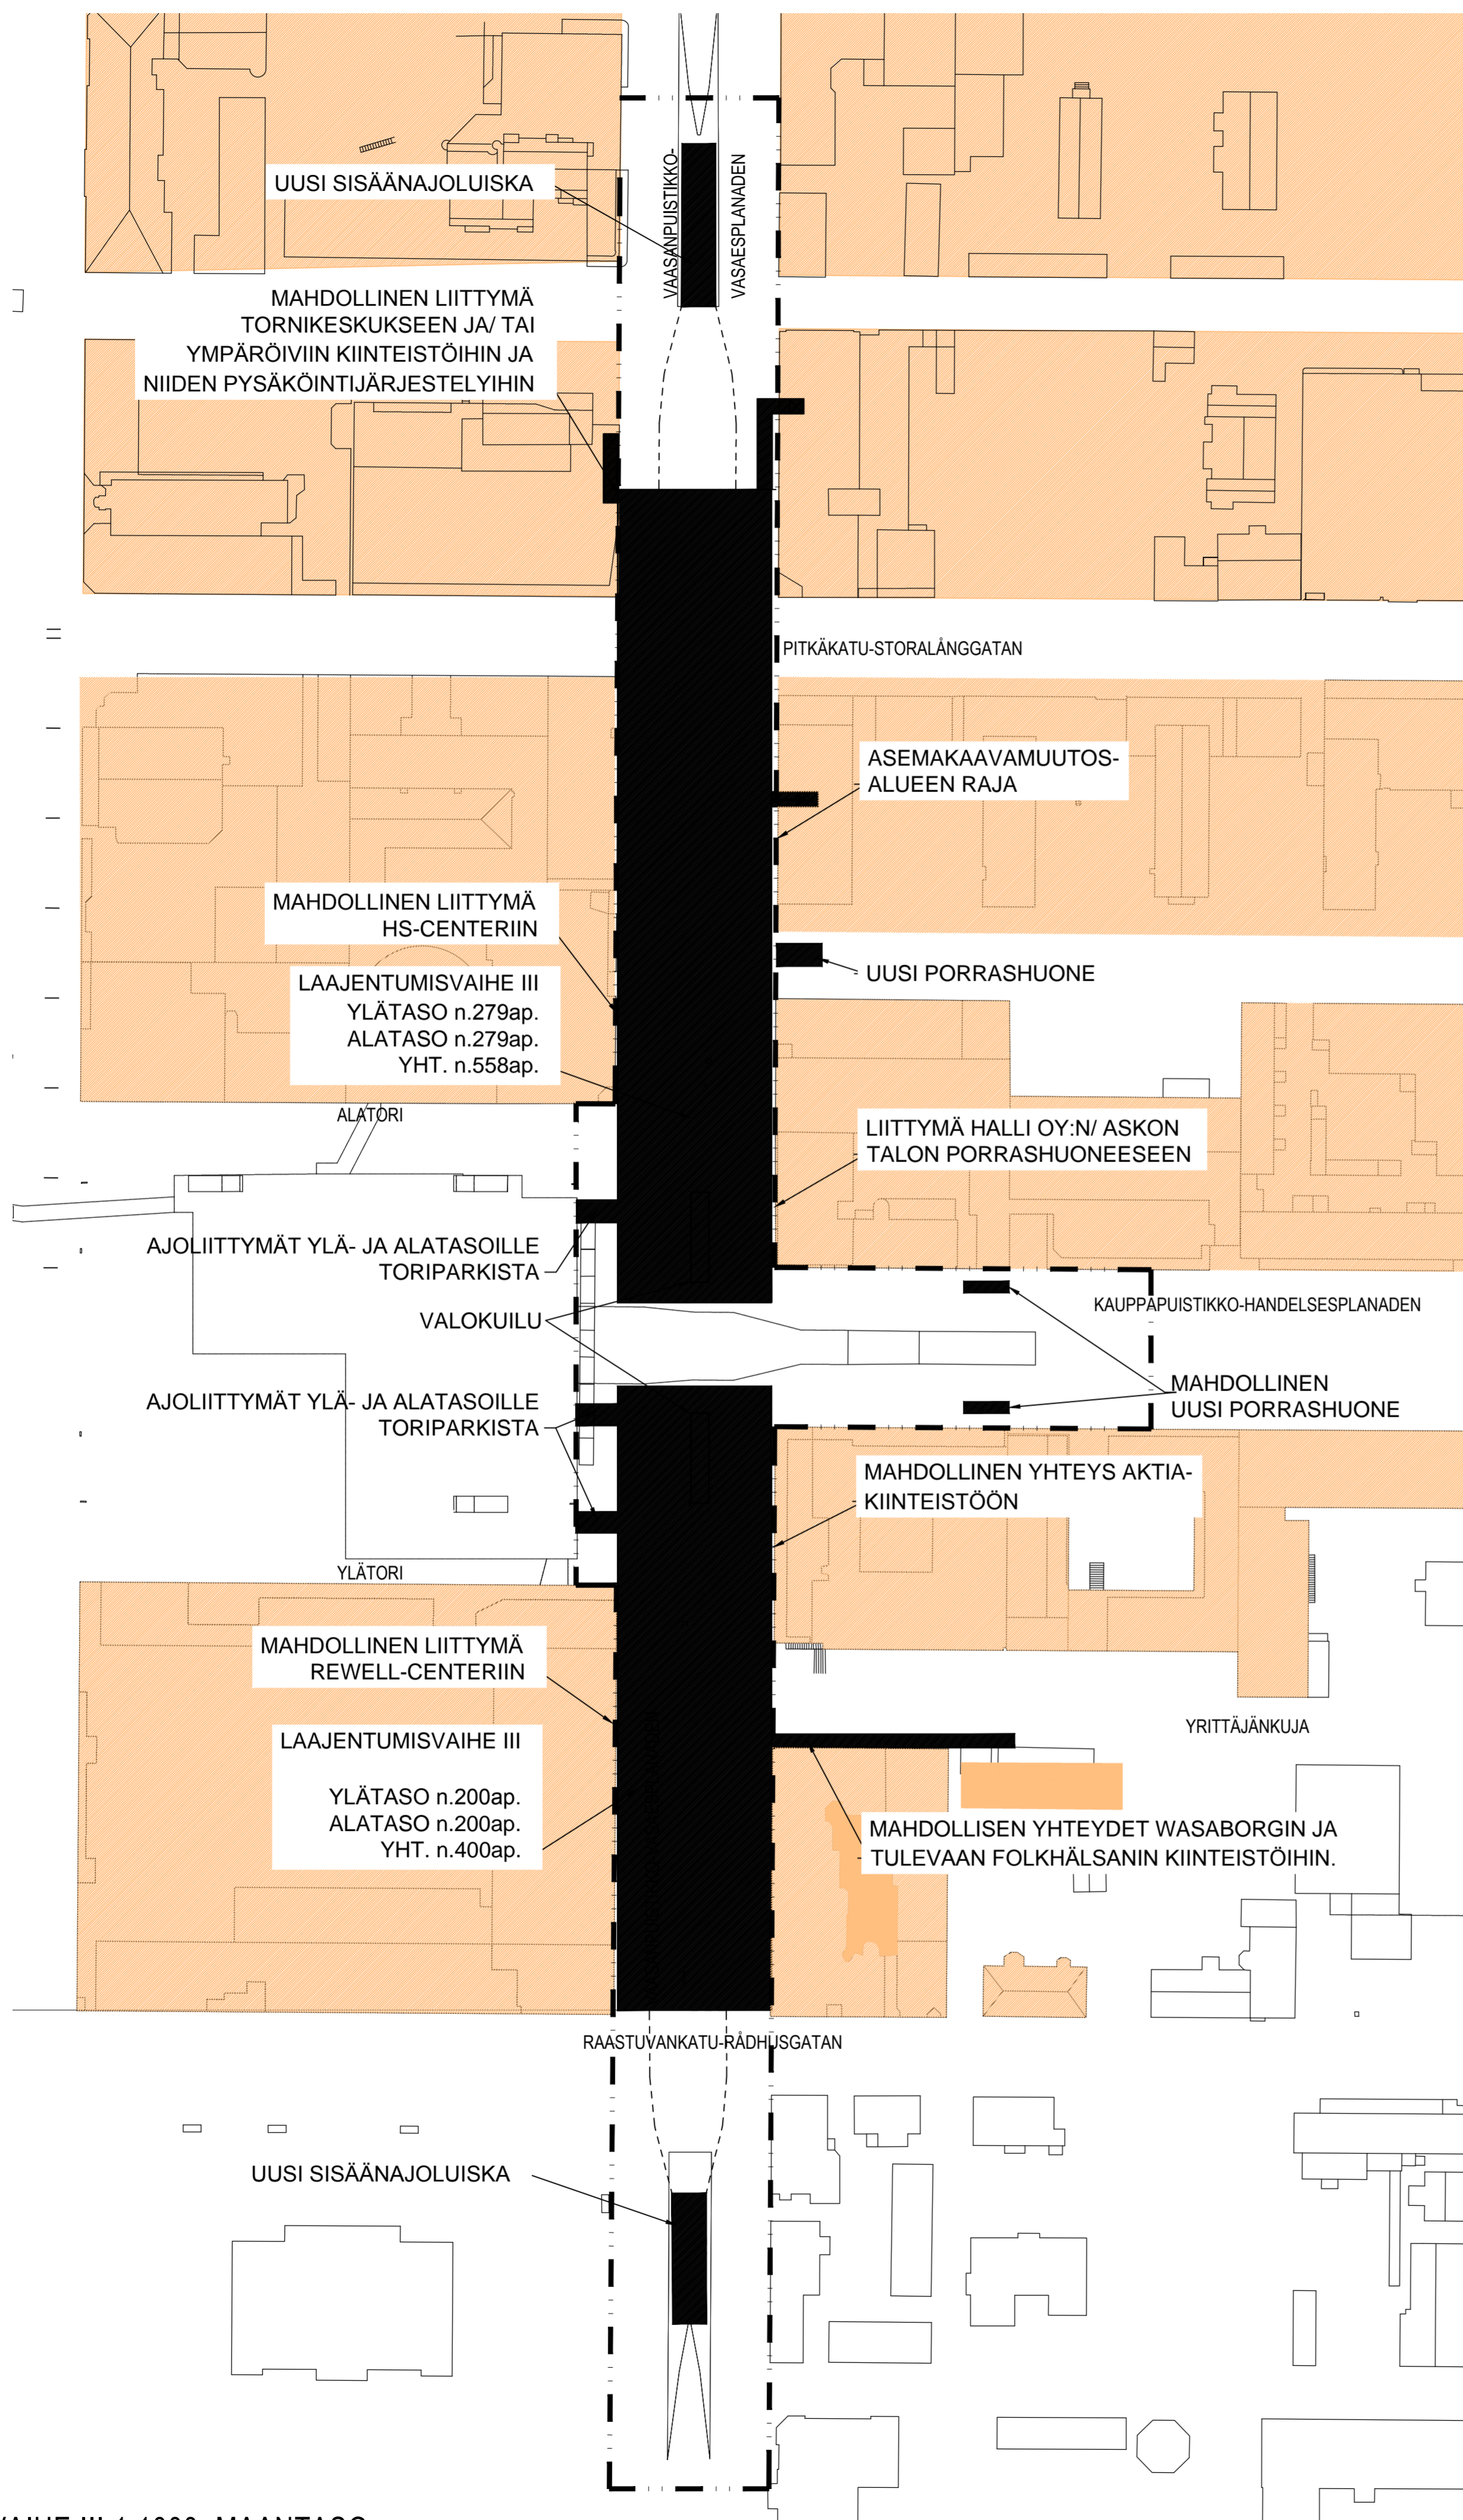 UUSI SISÄÄNAJOLUISKA
VAASANPUISTIKKO-
VASAESPLANADEN
MAHDOLLINEN LIITTYMÄ
TORNIKESKUKSEEN JA/ TAI
YMPÄRÖIVIIN KIINTEISTÖIHIN JA
NIIDEN PYSÄKÖINTIJÄRJESTELYIHIN
PITKÄKATU-STORALÅNGGATAN
ASEMAKAAVAMUUTOS-
ALUEEN RAJA
MAHDOLLINEN LIITTYMÄ
HS-CENTERIIN
UUSI PORRASHUONE
LAAJENTUMISVAIHE III
YLÄTASO n.279ap.
ALATASO n.279ap.
YHT. n.558ap.
ALATORI
LIITTYMÄ HALLI OY:N/ ASKON
TALON PORRASHUONEESEEN
AJOLIITTYMÄT YLÄ- JA ALATASOILLE
TORIPARKISTA
KAUPPAPUISTIKKO-HANDELSESPLANADEN
VALOKUILU
MAHDOLLINEN
UUSI PORRASHUONE
AJOLIITTYMÄT YLÄ- JA ALATASOILLE
TORIPARKISTA
MAHDOLLINEN YHTEYS AKTIA-
KIINTEISTÖÖN
YLÄTORI
MAHDOLLINEN LIITTYMÄ
REWELL-CENTERIIN
YRITTÄJÄNKUJA
LAAJENTUMISVAIHE III
YLÄTASO n.200ap.
ALATASO n.200ap.
YHT. n.400ap.
MAHDOLLISEN YHTEYDET WASABORGIN JA
TULEVAAN FOLKHÄLSANIN KIINTEISTÖIHIN.
RAASTUVANKATU-RÅDHUSGATAN
UUSI SISÄÄNAJOLUISKA